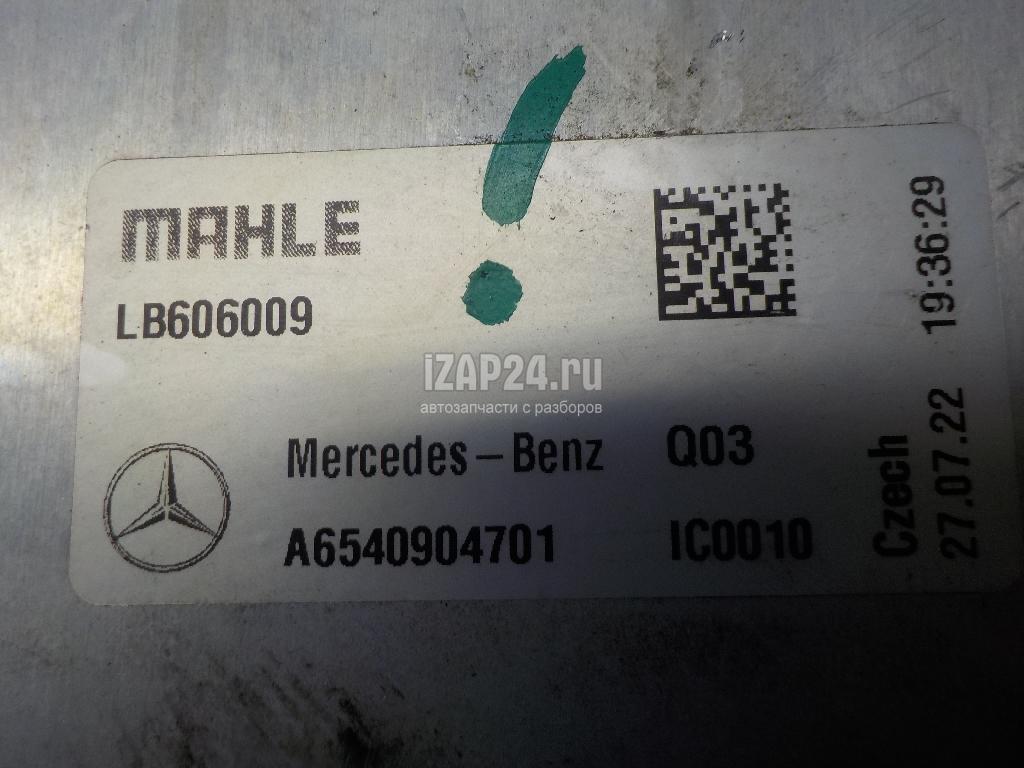 MAHLE
LB606009
iZAP24.ru
автозапчасти с разборов
Mercedes-Benz Q03
A6540904701 IC0010
Czech
27.07.22 19:36:29